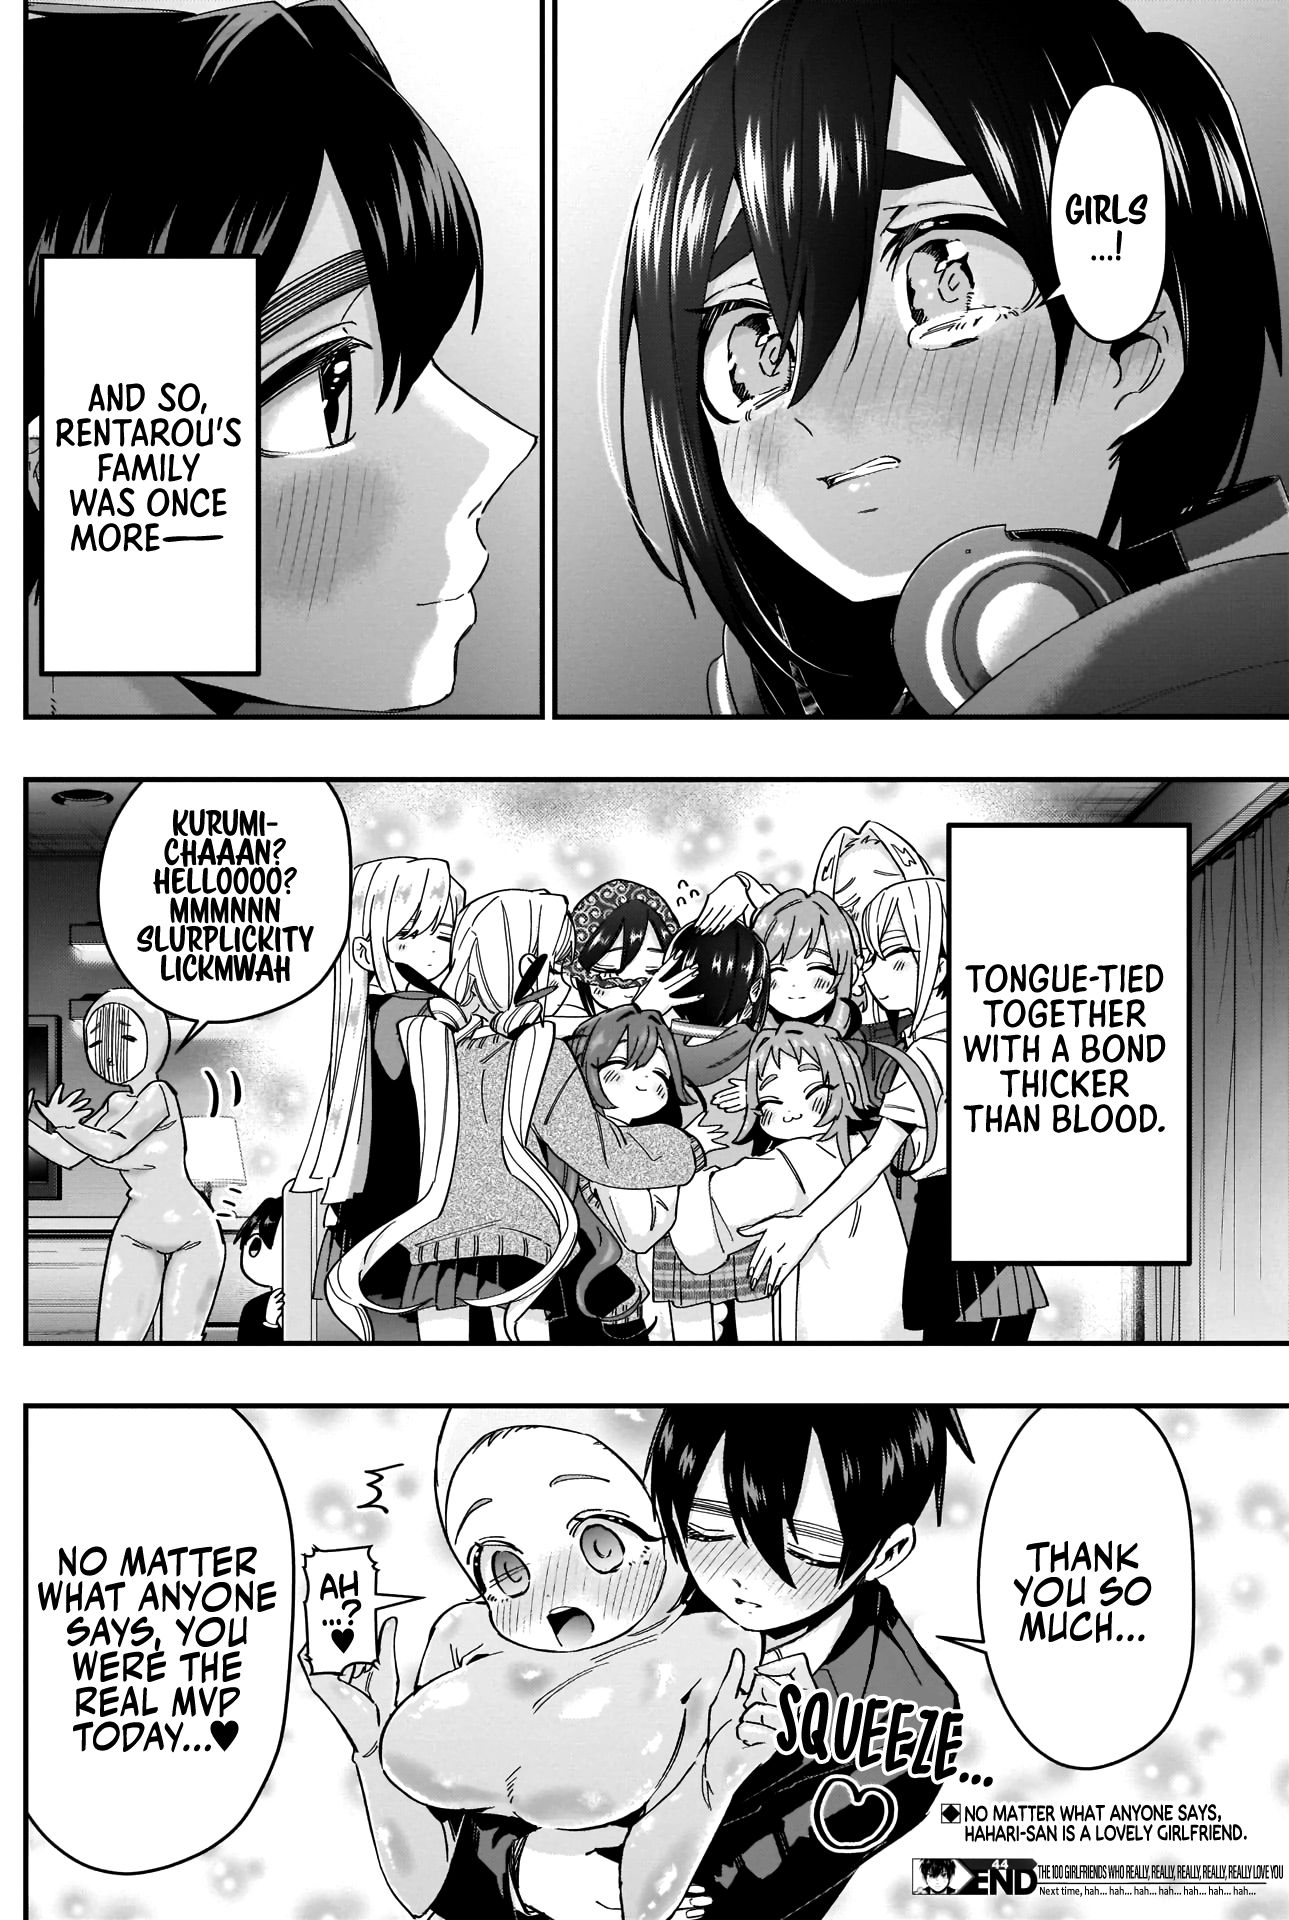 GIRLS
...!
AND SO,
RENTAROU'S
FAMILY
WAS ONCE
MORE——
KURUMI-
CHAAAN?
HELLOOOO?
MMMNNN
SLURPLICKITY
LICKMWAH
TONGUE-TIED
TOGETHER
WITH A BOND
THICKER
THAN BLOOD.
THANK
YOU SO
MUCH...
AH
...?
♥
NO MATTER
WHAT ANYONE
SAYS, YOU
WERE THE
REAL MVP
TODAY...♥
SQUEEZE...
◆NO MATTER WHAT ANYONE SAYS,
HAHARI-SAN IS A LOVELY GIRLFRIEND.
44
END
THE 100 GIRLFRIENDS WHO REALLY, REALLY, REALLY, REALLY, REALLY LOVE YOU
Next time, hah... hah... hah... hah... hah... hah... hah...